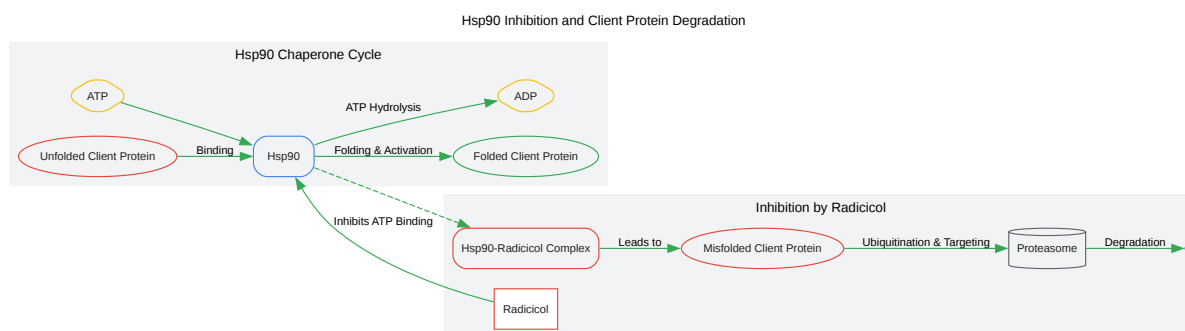 Hsp90 Inhibition and Client Protein Degradation
Hsp90 Chaperone Cycle
ATP
ATP Hydrolysis
ADP
Unfolded Client Protein
Binding
Hsp90
Folding & Activation
Folded Client Protein
Inhibits ATP Binding
Inhibition by Radicicol
Hsp90-Radicicol Complex
Leads to
Misfolded Client Protein
Ubiquitination & Targeting
Proteasome
Degradation
Radicicol